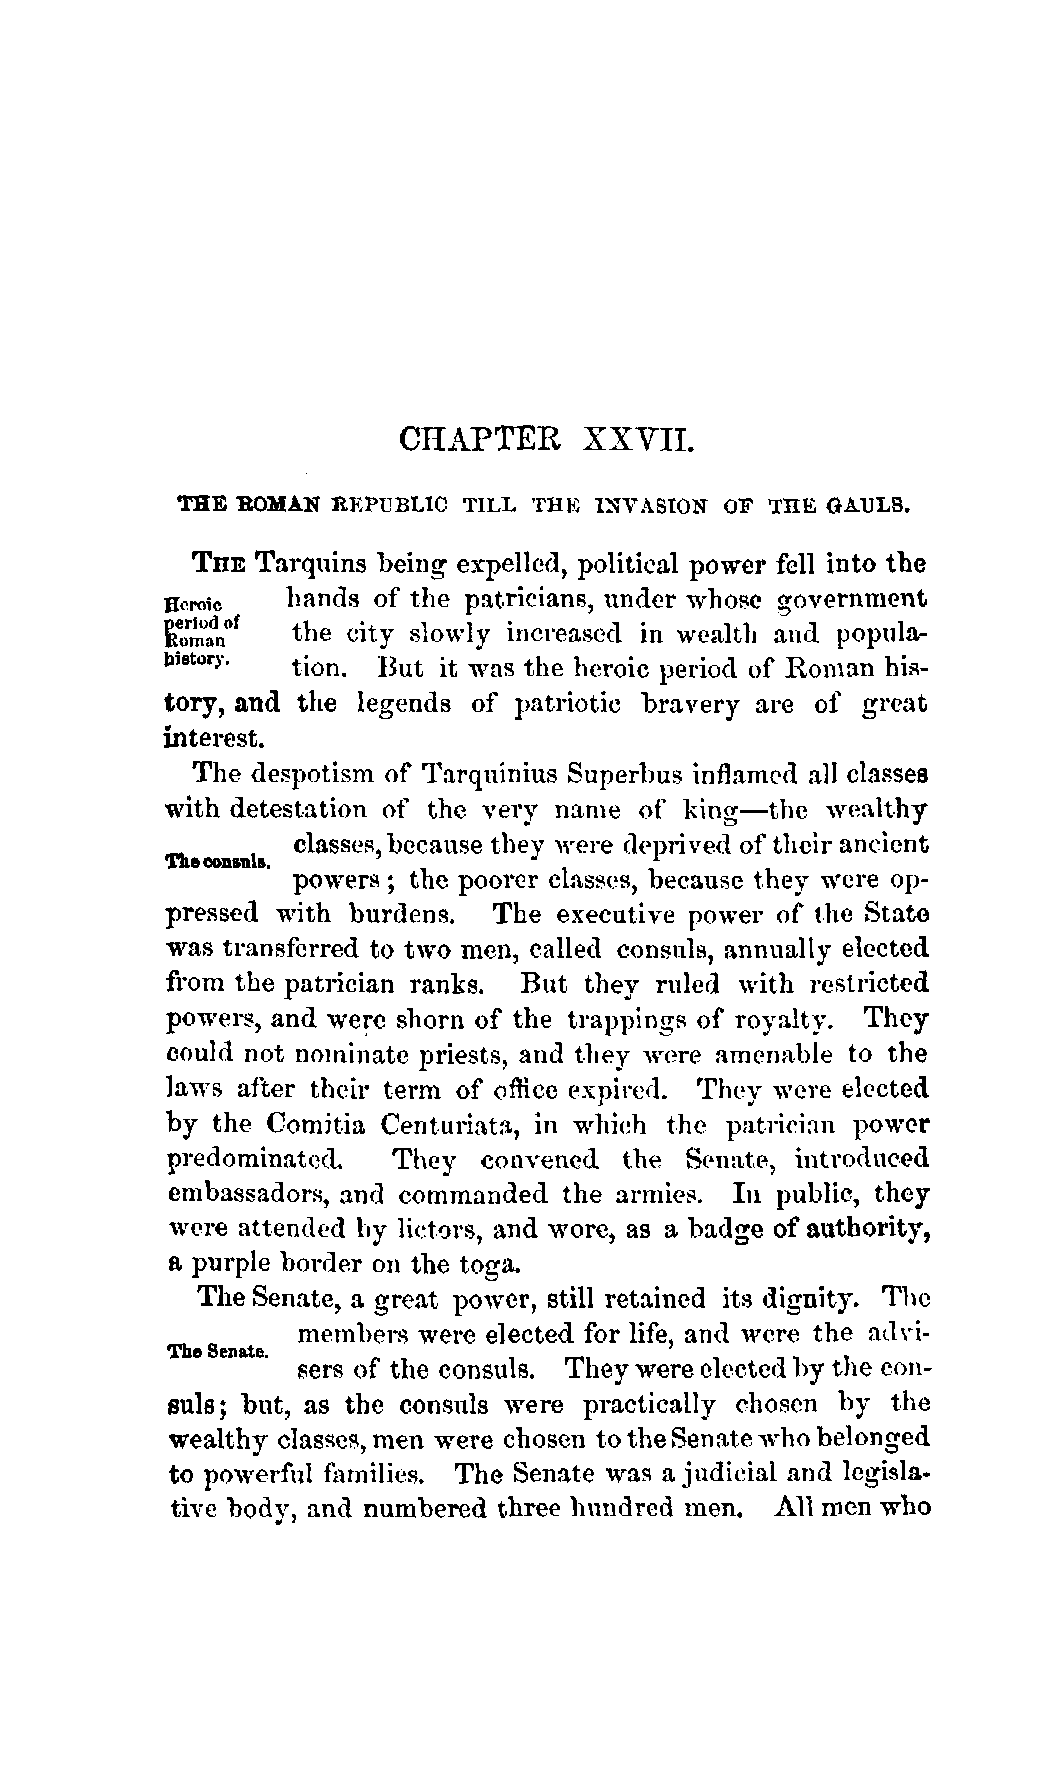 CHAPTER XXVII.
THE ROMAN REPUBLIC TILL THE INVASION OF THE GAULS.
THE Tarquins being expelled, political power fell into the
Heroic
period of
Roman
history.
hands of the patricians, under whose government
the city slowly increased in wealth and popula-
tion. But it was the heroic period of Roman his-
tory, and the legends of patriotic bravery are of great
interest.
The despotism of Tarquinius Superbus inflamed all classes
with detestation of the very name of king—the wealthy
The consuls.
classes, because they were deprived of their ancient
powers; the poorer classes, because they were op-
pressed with burdens. The executive power of the State
was transferred to two men, called consuls, annually elected
from the patrician ranks. But they ruled with restricted
powers, and were shorn of the trappings of royalty. They
could not nominate priests, and they were amenable to the
laws after their term of office expired. They were elected
by the Comitia Centuriata, in which the patrician power
predominated. They convened the Senate, introduced
embassadors, and commanded the armies. In public, they
were attended by lictors, and wore, as a badge of authority,
a purple border on the toga.
The Senate, a great power, still retained its dignity. The
The Senate.
members were elected for life, and were the advi-
sers of the consuls. They were elected by the con-
suls; but, as the consuls were practically chosen by the
wealthy classes, men were chosen to the Senate who belonged
to powerful families. The Senate was a judicial and legisla-
tive body, and numbered three hundred men. All men who